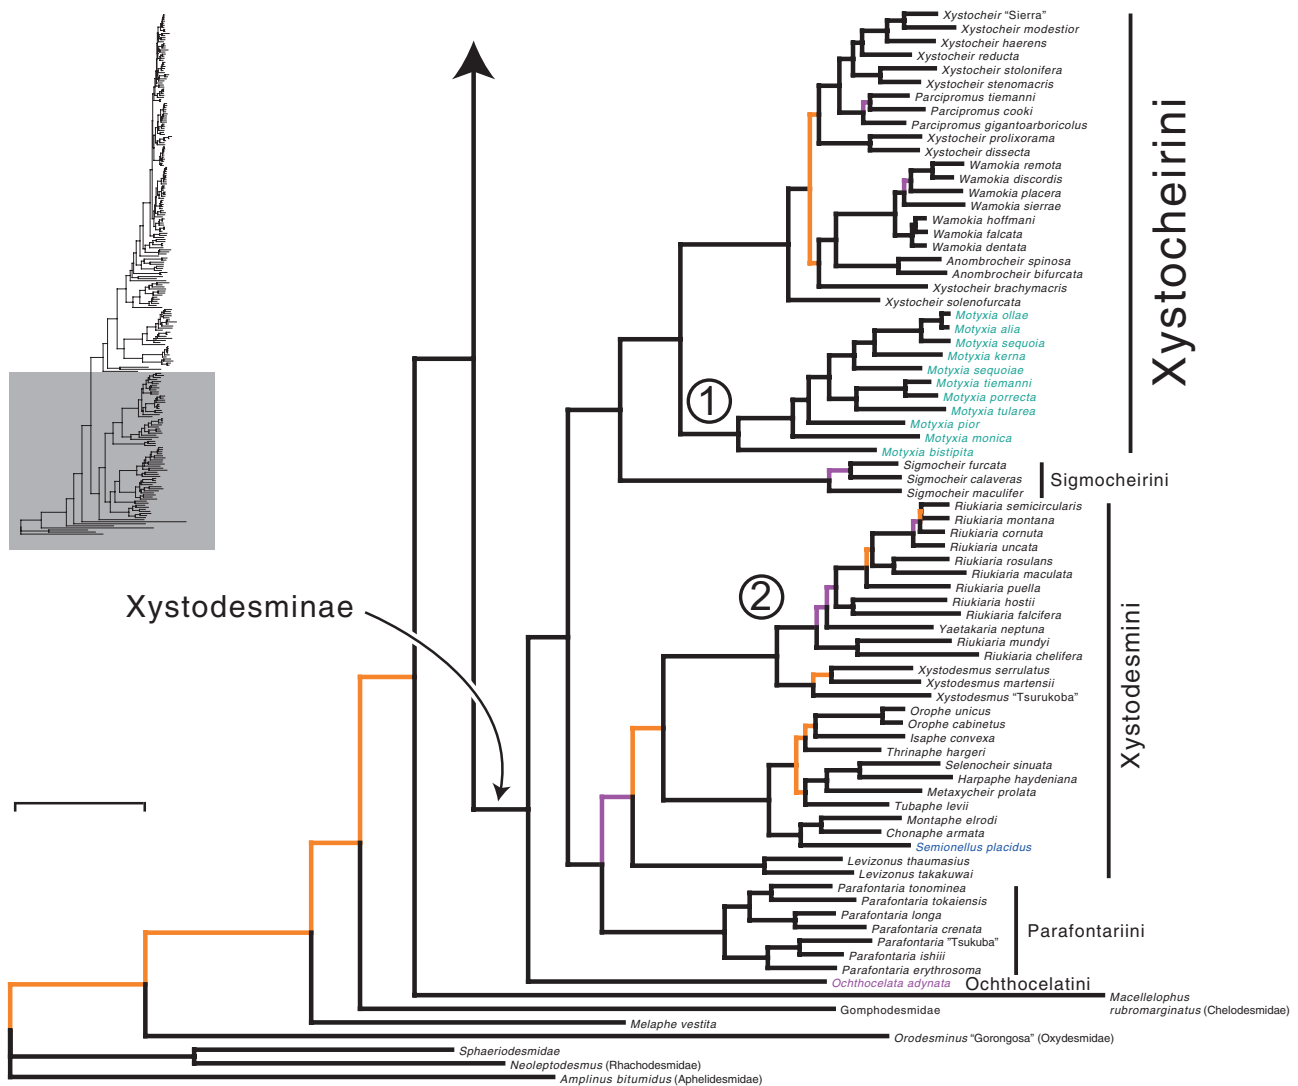 Xystocheir “Sierra”
Xystocheir modestior
Xystocheir haerens
Xystocheir reducta
Xystocheir stolonifera
Xystocheir stenomacris
Parcipromus tiemanni
Parcipromus cooki
Parcipromus gigantoarboricolus
Xystocheir prolixorama
Xystocheir dissecta
Wamokia remota
Wamokia discordis
Wamokia placera
Wamokia sierrae
Wamokia hoffmani
Wamokia falcata
Wamokia dentata
Anombrocheir spinosa
Anombrocheir bifurcata
Xystocheir brachymacris
Xystocheir solenofurcata
Motyxia ollae
Motyxia alia
Motyxia sequoia
Motyxia kerna
Motyxia sequoiae
Motyxia tiemanni
Motyxia porrecta
Motyxia tularea
Motyxia pior
Motyxia monica
Motyxia bistipita
Xystocheirini
1
Sigmocheir furcata
Sigmocheir calaveras
Sigmocheir maculifer
Sigmocheirini
Riukiaria semicircularis
Riukiaria montana
Riukiaria cornuta
Riukiaria uncata
Riukiaria rosulans
Riukiaria maculata
Riukiaria puella
Riukiaria hostii
Riukiaria falcifera
Yaetakaria neptuna
Riukiaria mundyi
Riukiaria chelifera
Xystodesmus serrulatus
Xystodesmus martensii
Xystodesmus “Tsurukoba”
Orophe unicus
Orophe cabinetus
Isaphe convexa
Thrinaphe hargeri
Selenocheir sinuata
Harpaphe haydeniana
Metaxycheir prolata
Tubaphe levii
Montaphe elrodi
Chonaphe armata
Semionellus placidus
Levizonus thaumasius
Levizonus takakuwai
Xystodesmini
2
Xystodesminae
Parafontaria tonominea
Parafontaria tokaiensis
Parafontaria longa
Parafontaria crenata
Parafontaria ”Tsukuba”
Parafontaria ishiii
Parafontaria erythrosoma
Parafontariini
Ochthocelata adynata Ochthocelatini
Macellelophus
rubromarginatus (Chelodesmidae)
Gomphodesmidae
Melaphe vestita
Orodesminus “Gorongosa” (Oxydesmidae)
Sphaeriodesmidae
Neoleptodesmus (Rhachodesmidae)
Amplinus bitumidus (Aphelidesmidae)